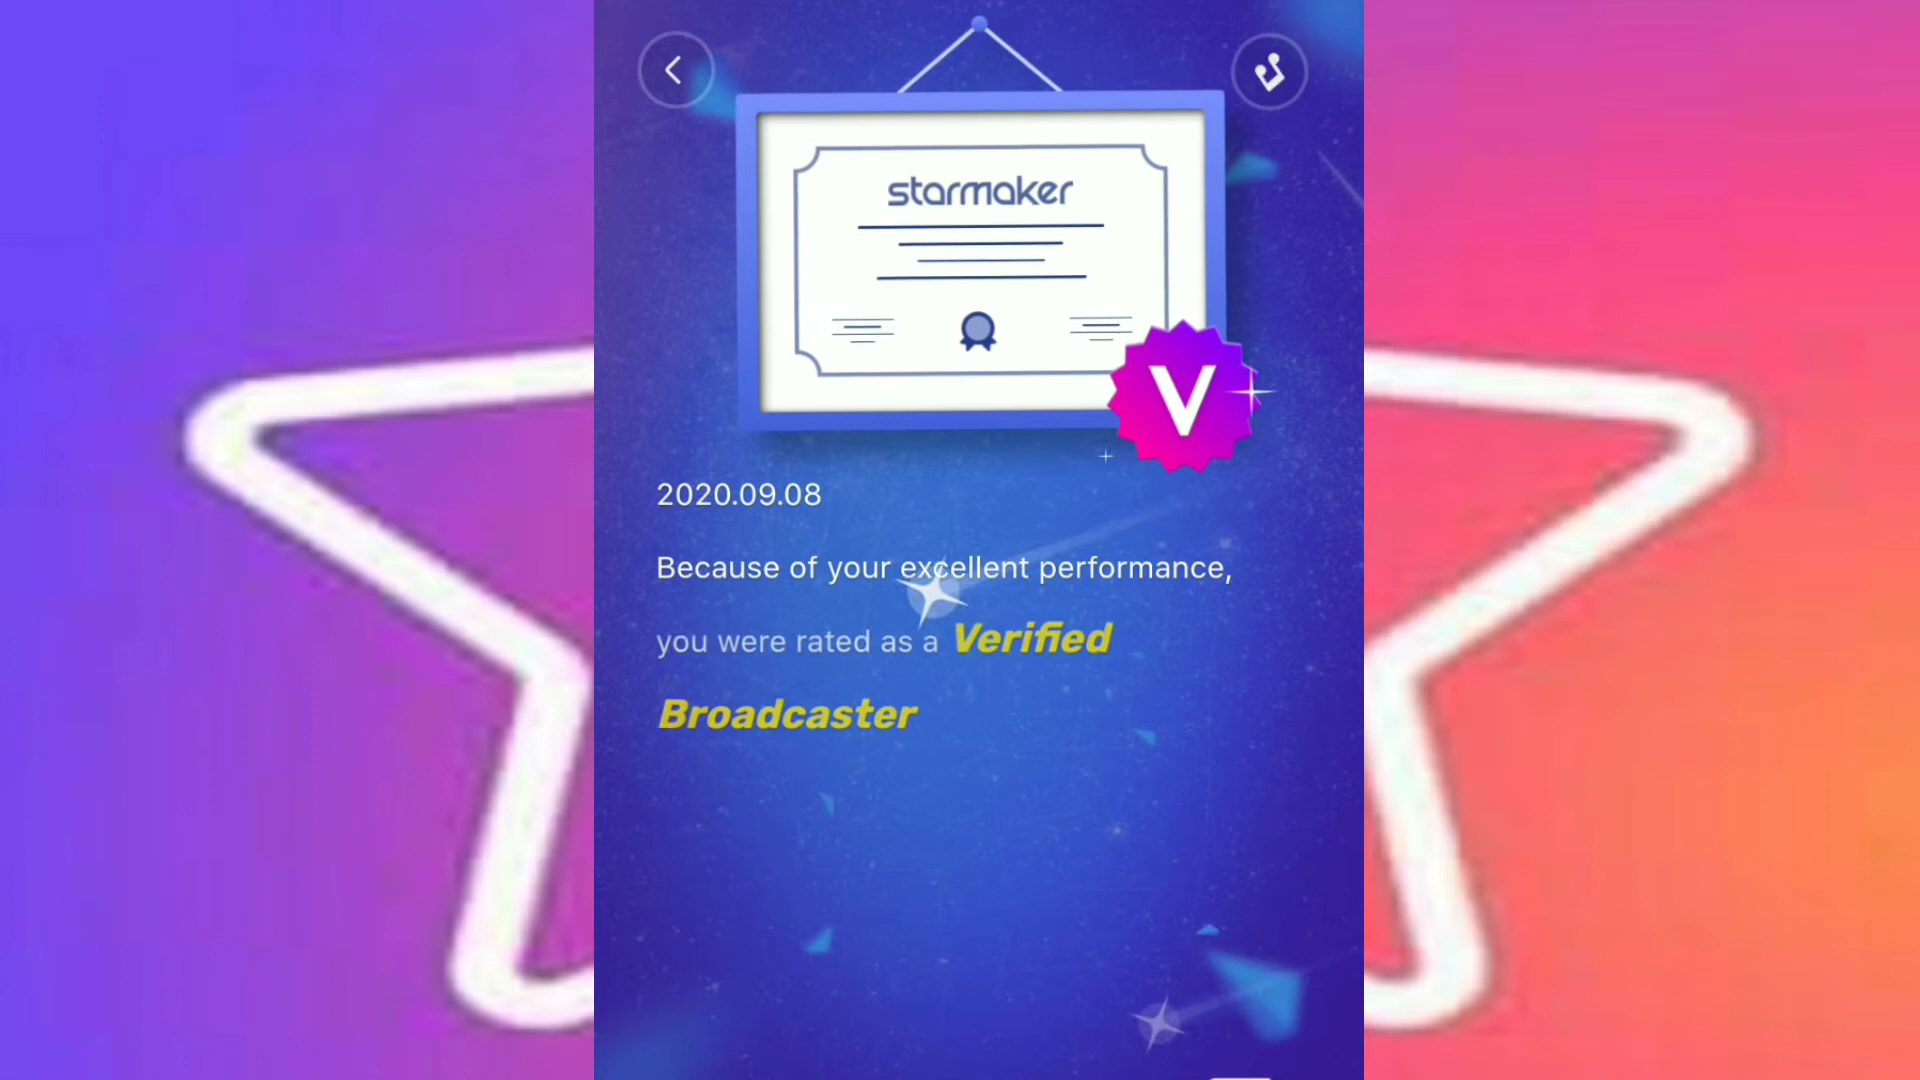 starmaker
V
2020.09.08
Because of your excellent performance,
you were rated as a Verified
Broadcaster